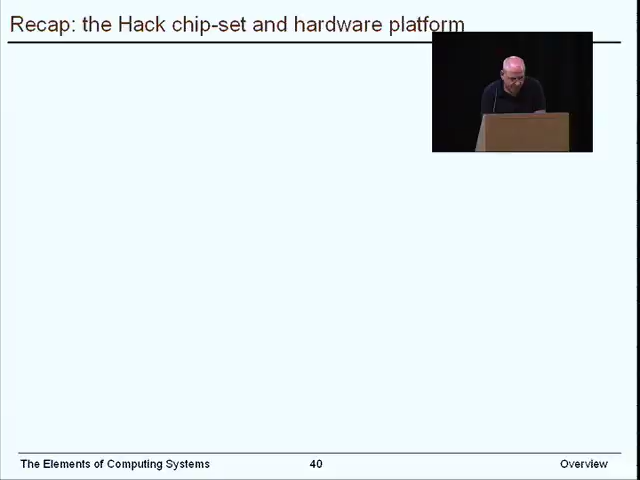 Recap: the Hack chip-set and hardware platform
The Elements of Computing Systems
40
Overview